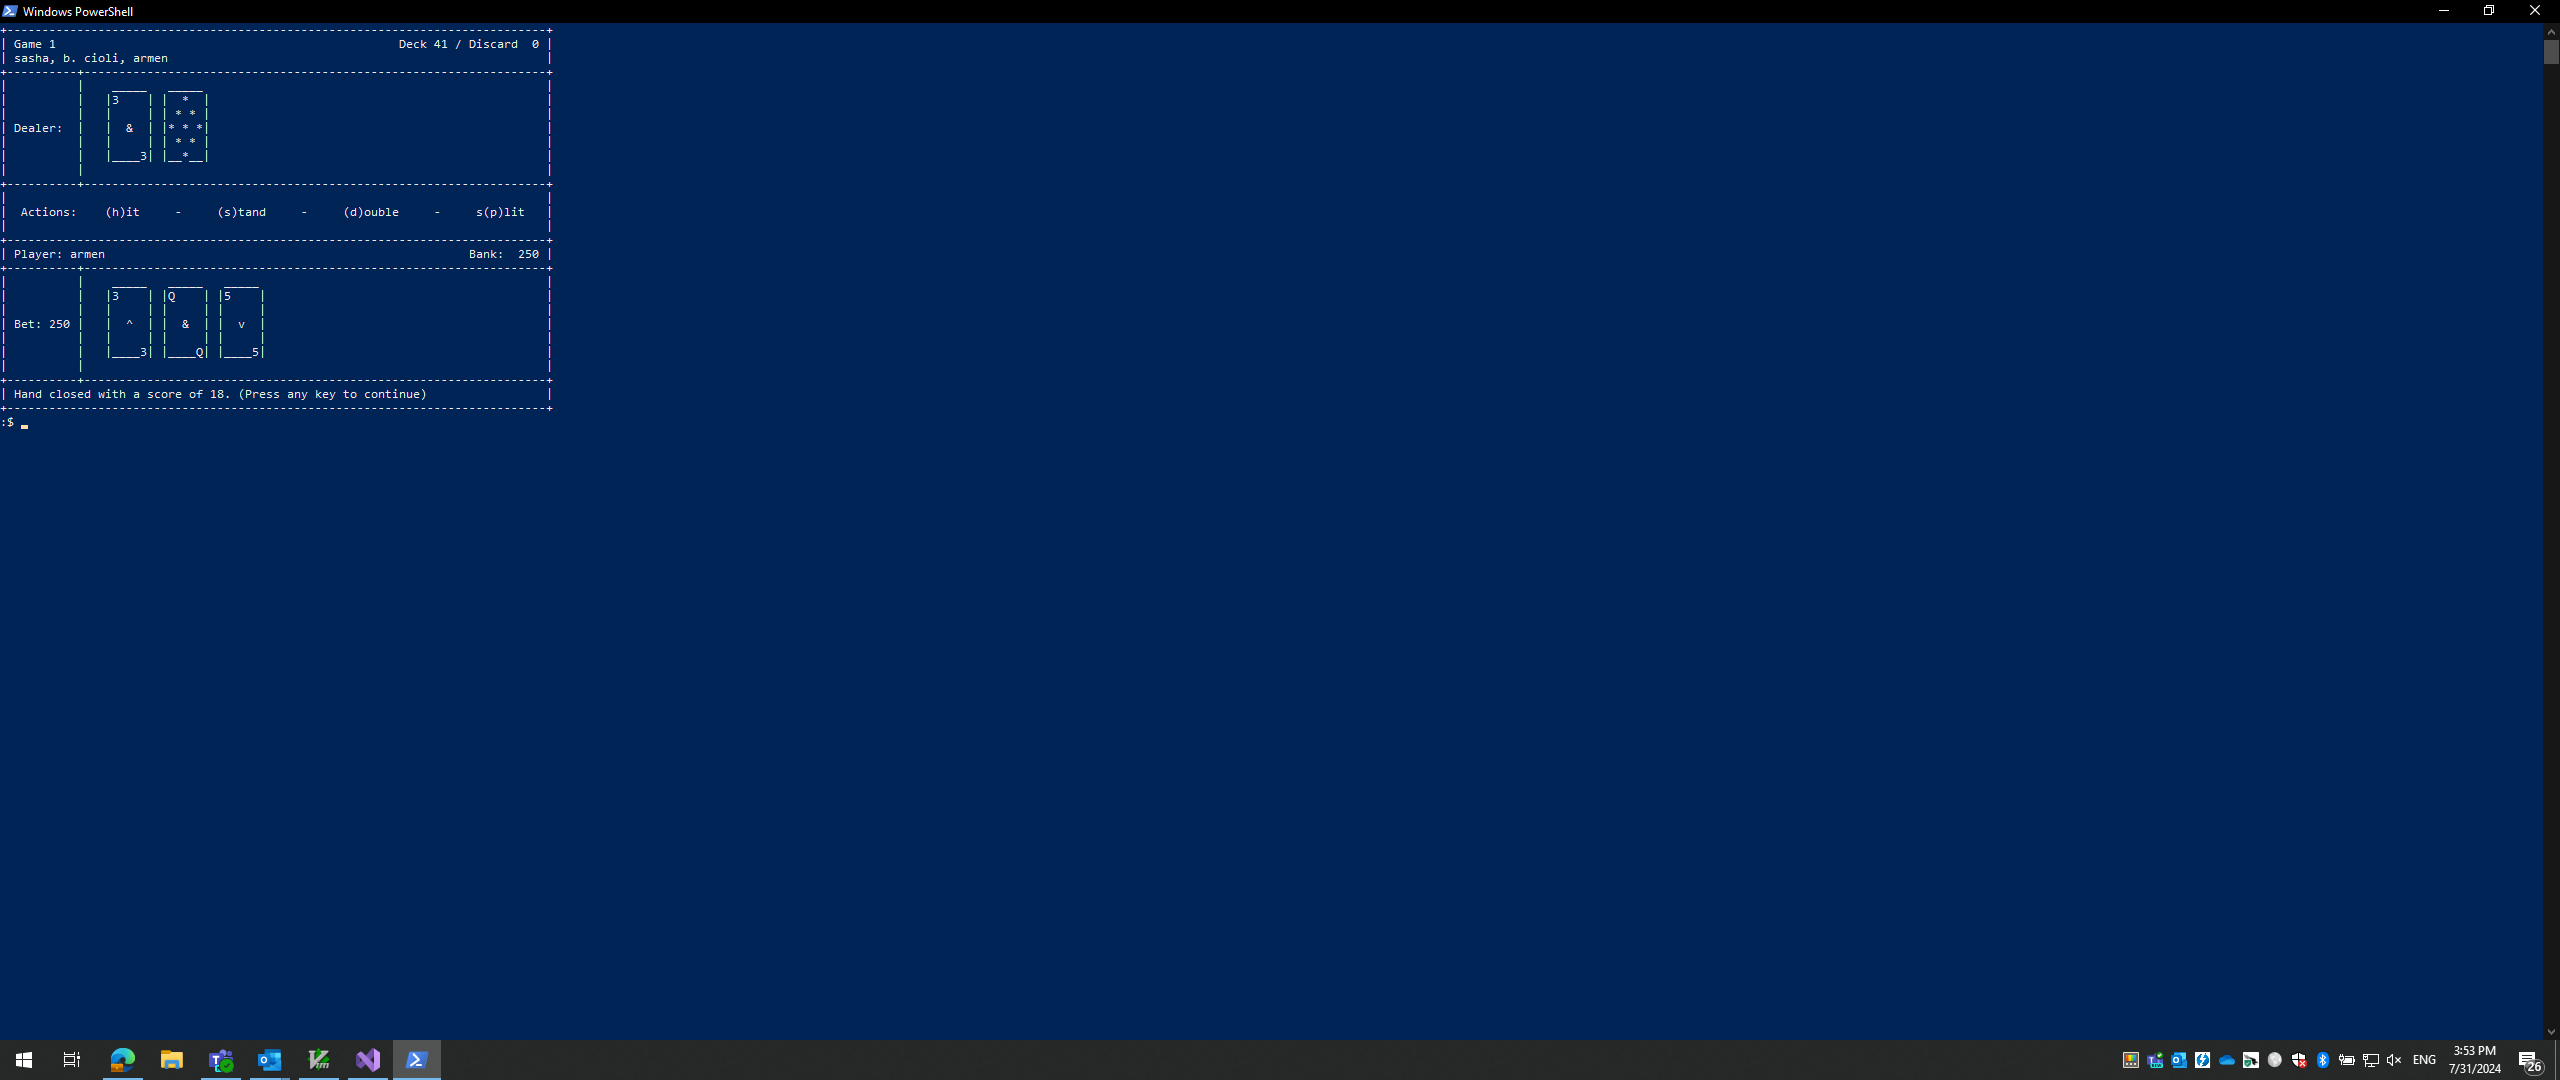 Windows PowerShell
Game 1 Deck 41 / Discard 0
sasha, b. cioli, armen
3
Dealer: &
3
Actions: (h)it - (s)tand - (d)ouble - s(p)lit
Player: armen Bank: 250
3 Q 5
Bet: 250 ^ & v
3 Q 5
Hand closed with a score of 18. (Press any key to continue)
:$
ENG
3:53 PM
7/31/2024
26